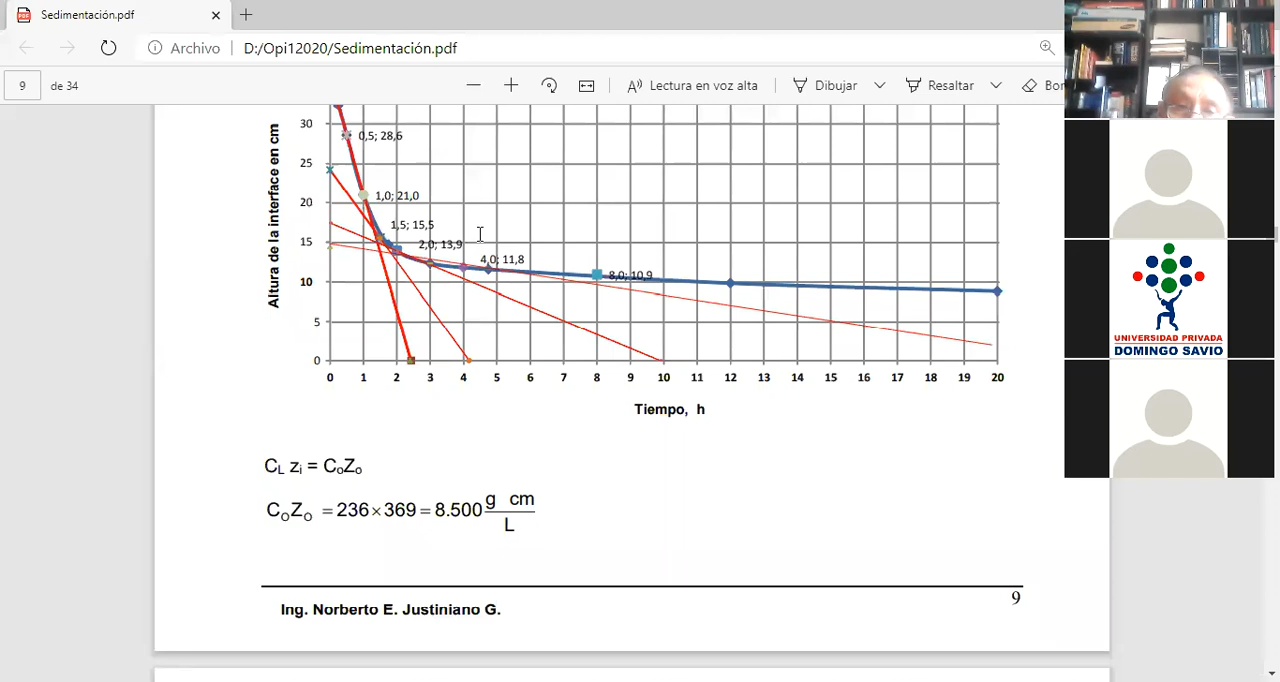 Sedimentación.pdf
Archivo D:/Opi12020/Sedimentación.pdf
9 de 34 Lectura en voz alta Dibujar Resaltar Bor
Altura de la interface en cm
30
25
20
15
10
5
0
0,5; 28,6
1,0; 21,0
1,5; 15,5
2,0; 13,9
4,0; 11,8
8,0; 10,9
0 1 2 3 4 5 6 7 8 9 10 11 12 13 14 15 16 17 18 19 20
Tiempo, h
CL zi = CoZo
CoZo = 236×369 = 8.500 g cm
L
9
Ing. Norberto E. Justiniano G.
UNIVERSIDAD PRIVADA
DOMINGO SAVIO